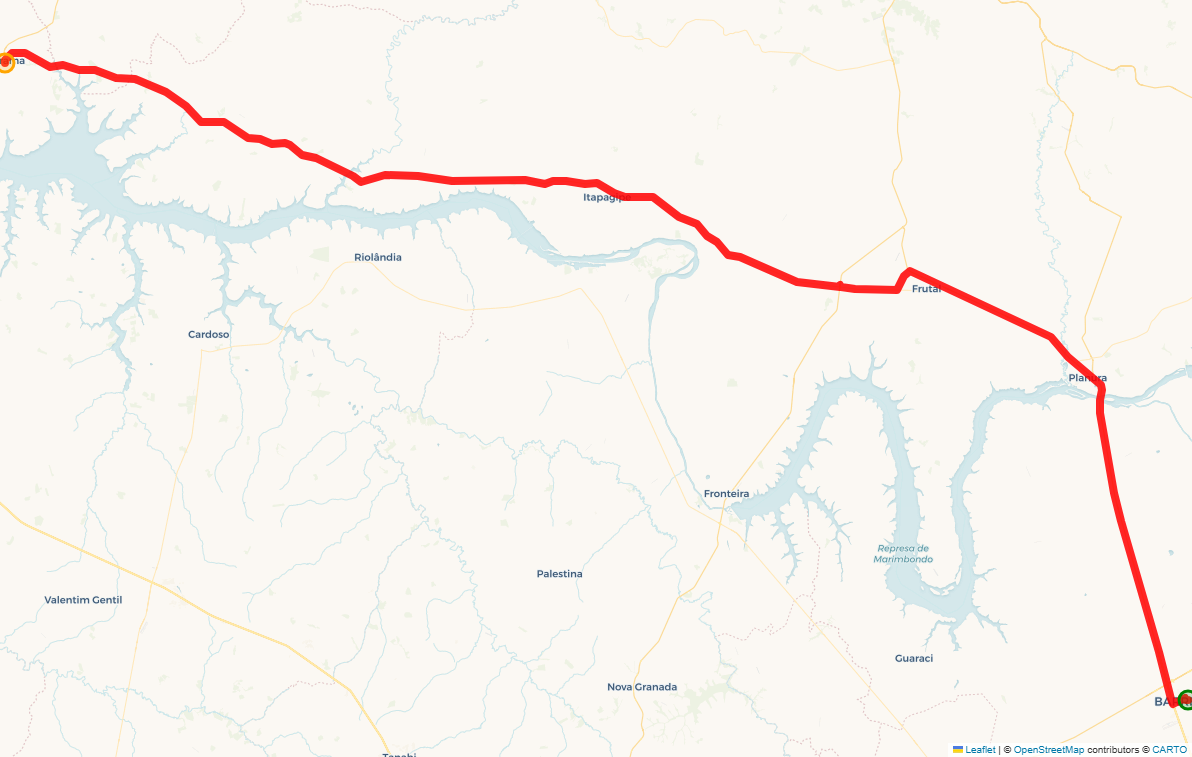 Itapagipe
Riolândia
Frutal
Cardoso
Planura
Fronteira
Represa de
Marimbondo
Palestina
Valentim Gentil
Guaraci
Nova Granada
Tanabi
Leaflet | © OpenStreetMap contributors © CARTO